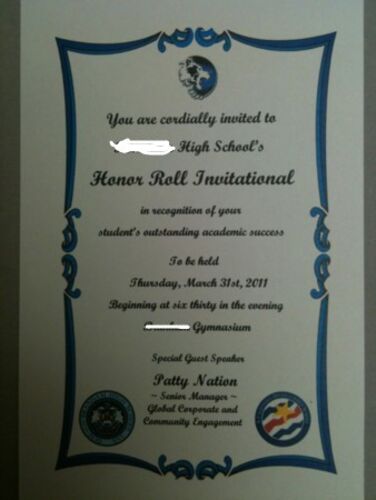 You are cordially invited to
High School's
Honor Roll Invitational
in recognition of your
student's outstanding academic success
To be held
Thursday, March 31st, 2011
Beginning at six thirty in the evening
Gymnasium
Special Guest Speaker
Patty Nation
~ Senior Manager ~
Global Corporate and
Community Engagement